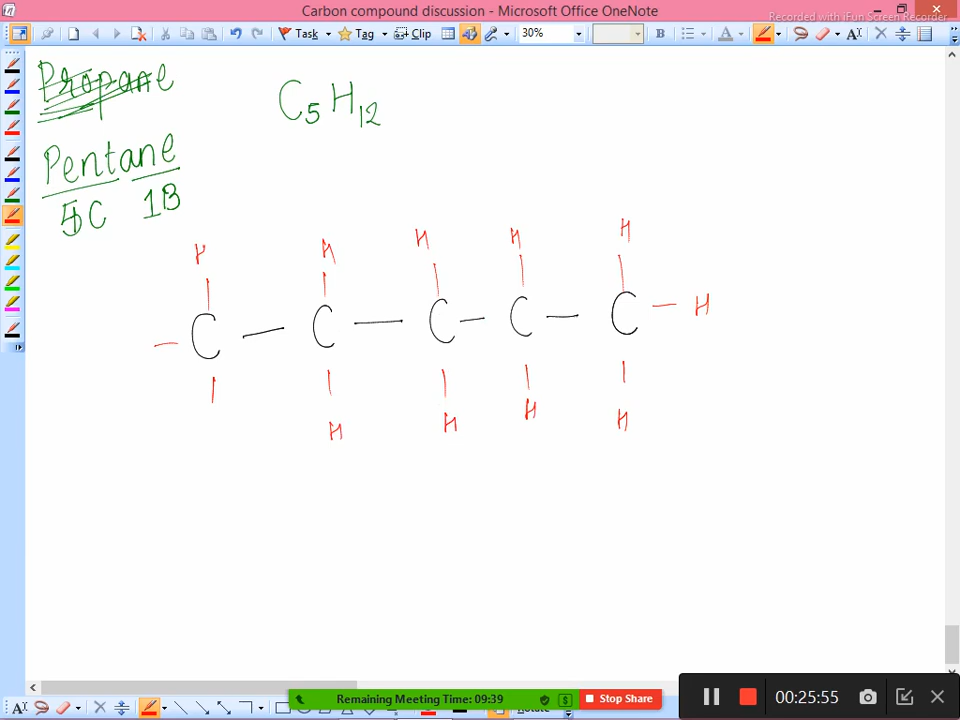 Carbon compound discussion - Microsoft Office OneNote
Recorded with iFun Screen Recorder
Task Tag Clip 30% B A
Propane
C5H12
Pentane
5C 1B
H H H H H
C — C — C — C — C — H
H H H H
Remaining Meeting Time: 09:39 $ Stop Share
00:25:55